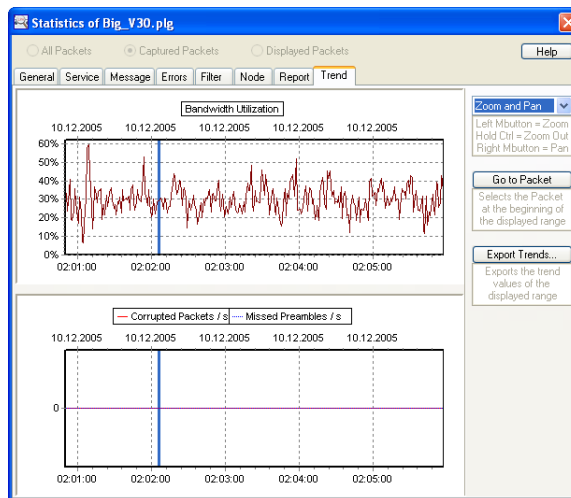 Statistics of Big_V30.plg
All Packets Captured Packets Displayed Packets Help
General Service Message Errors Filter Node Report Trend
Bandwidth Utilization
10.12.2005 10.12.2005 10.12.2005 10.12.2005 10.12.2005
60%
50%
40%
30%
20%
10%
0%
02:01:00 02:02:00 02:03:00 02:04:00 02:05:00
Corrupted Packets / s Missed Preambles / s
10.12.2005 10.12.2005 10.12.2005 10.12.2005 10.12.2005
0
02:01:00 02:02:00 02:03:00 02:04:00 02:05:00
Zoom and Pan
Left Mbutton = Zoom
Hold Ctrl = Zoom Out
Right Mbutton = Pan
Go to Packet
Selects the Packet
at the beginning of
the displayed range
Export Trends...
Exports the trend
values of the
displayed range